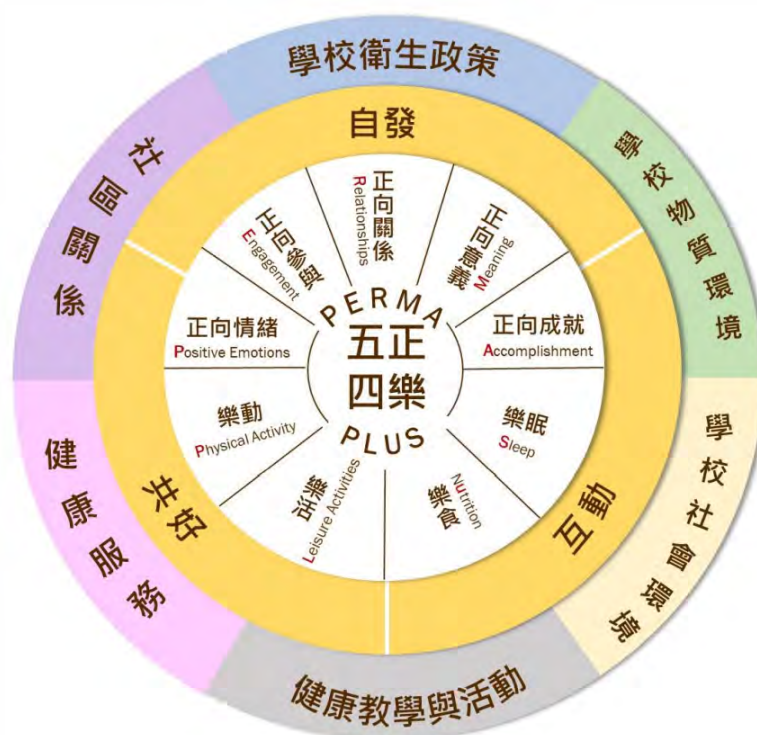 學校衛生政策
學校物質環境
學校社會環境
健康教學與活動
健康服務
社區關係
自發
互動
共好
正向情緒
Positive Emotions
正向參與
Engagement
正向關係
Relationships
正向意義
Meaning
正向成就
Accomplishment
樂動
Physical Activity
樂活
Leisure Activities
樂食
Nutrition
樂眠
Sleep
PERMA
五正
四樂
PLUS